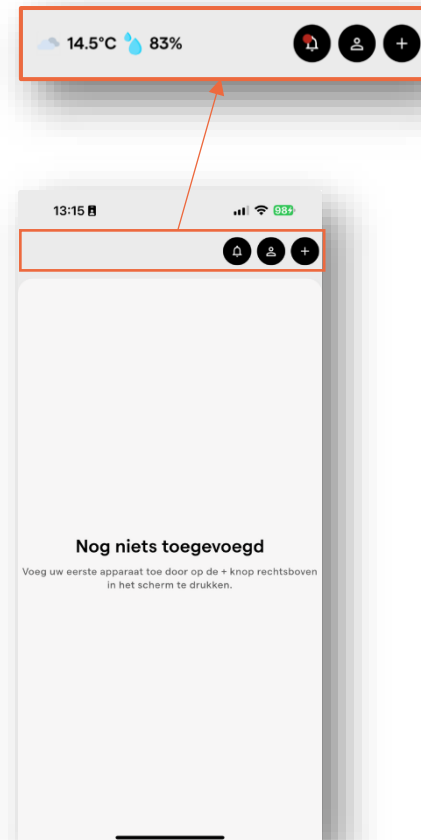 14.5°C 83%
13:15 98
Nog niets toegevoegd
Voeg uw eerste apparaat toe door op de + knop rechtsboven
in het scherm te drukken.